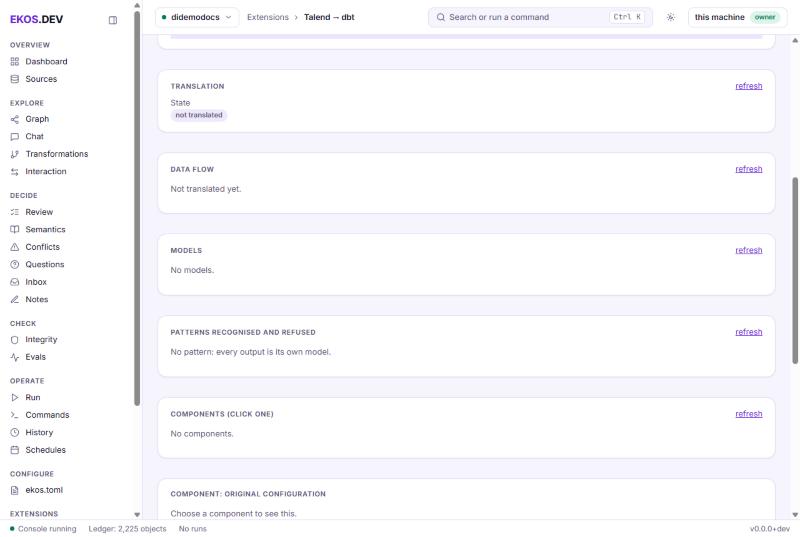 EKOS.DEV
OVERVIEW
Dashboard
Sources
EXPLORE
Graph
Chat
Transformations
Interaction
DECIDE
Review
Semantics
Conflicts
Questions
Inbox
Notes
CHECK
Integrity
Evals
OPERATE
Run
Commands
History
Schedules
CONFIGURE
ekos.toml
EXTENSIONS
didemodocs Extensions › Talend → dbt Search or run a command Ctrl K this machine owner
TRANSLATION refresh
State
not translated
DATA FLOW refresh
Not translated yet.
MODELS refresh
No models.
PATTERNS RECOGNISED AND REFUSED refresh
No pattern: every output is its own model.
COMPONENTS (CLICK ONE) refresh
No components.
COMPONENT: ORIGINAL CONFIGURATION
Choose a component to see this.
Console running Ledger: 2,225 objects No runs v0.0.0+dev